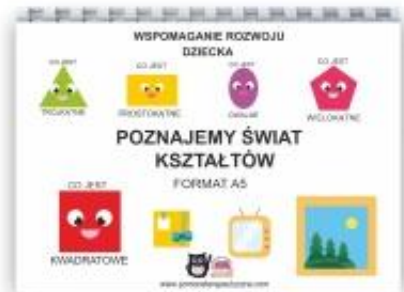 WSPOMAGANIE ROZWOJU
DZIECKA
CO JEST
CO JEST
CO JEST
CO JEST
TRÓJKĄTNE
PROSTOKĄTNE
OWALNE
WIELOKĄTNE
POZNAJEMY ŚWIAT
KSZTAŁTÓW
FORMAT A5
CO JEST
KWADRATOWE